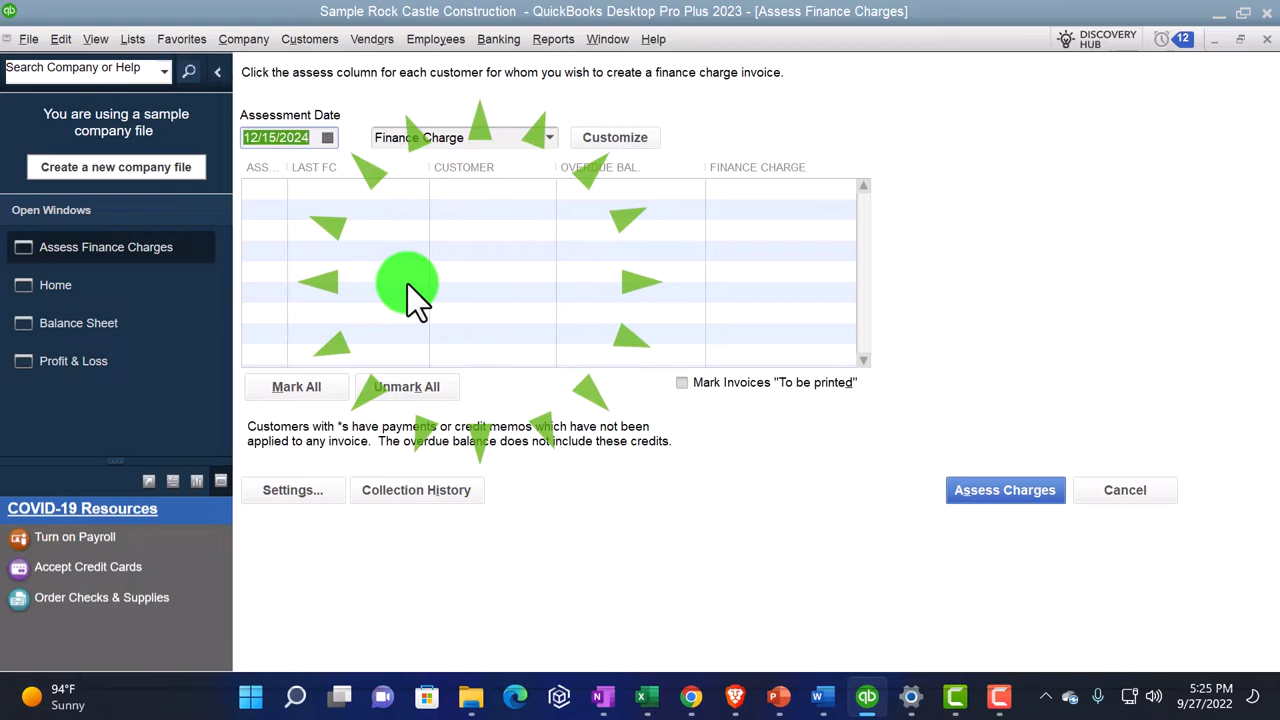 Sample Rock Castle Construction - QuickBooks Desktop Pro Plus 2023 - [Assess Finance Charges]
File Edit View Lists Favorites Company Customers Vendors Employees Banking Reports Window Help
DISCOVERY
HUB
12
Search Company or Help
You are using a sample
company file
Create a new company file
Open Windows
Assess Finance Charges
Home
Balance Sheet
Profit & Loss
COVID-19 Resources
Turn on Payroll
Accept Credit Cards
Order Checks & Supplies
Click the assess column for each customer for whom you wish to create a finance charge invoice.
Assessment Date
12/15/2024 Finance Charge Customize
ASS... LAST FC CUSTOMER OVERDUE BAL. FINANCE CHARGE
Mark All Unmark All Mark Invoices "To be printed"
Customers with *s have payments or credit memos which have not been
applied to any invoice. The overdue balance does not include these credits.
Settings... Collection History Assess Charges Cancel
94°F
Sunny
5:25 PM
9/27/2022